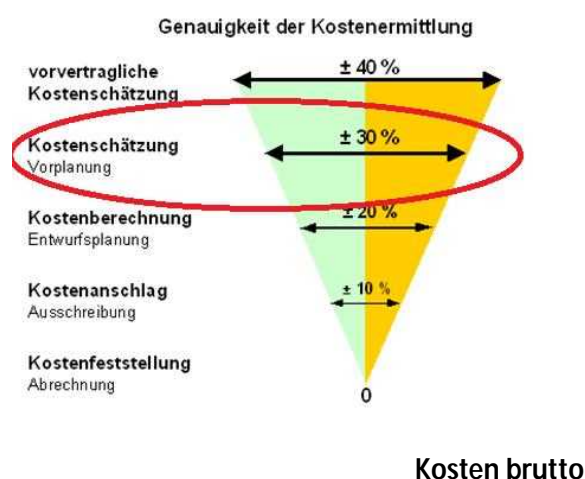 Genauigkeit der Kostenermittlung
vorvertragliche
Kostenschätzung
± 40 %
Kostenschätzung
Vorplanung
± 30 %
Kostenberechnung
Entwurfsplanung
± 20 %
Kostenanschlag
Ausschreibung
± 10 %
Kostenfeststellung
Abrechnung
0
Kosten brutto